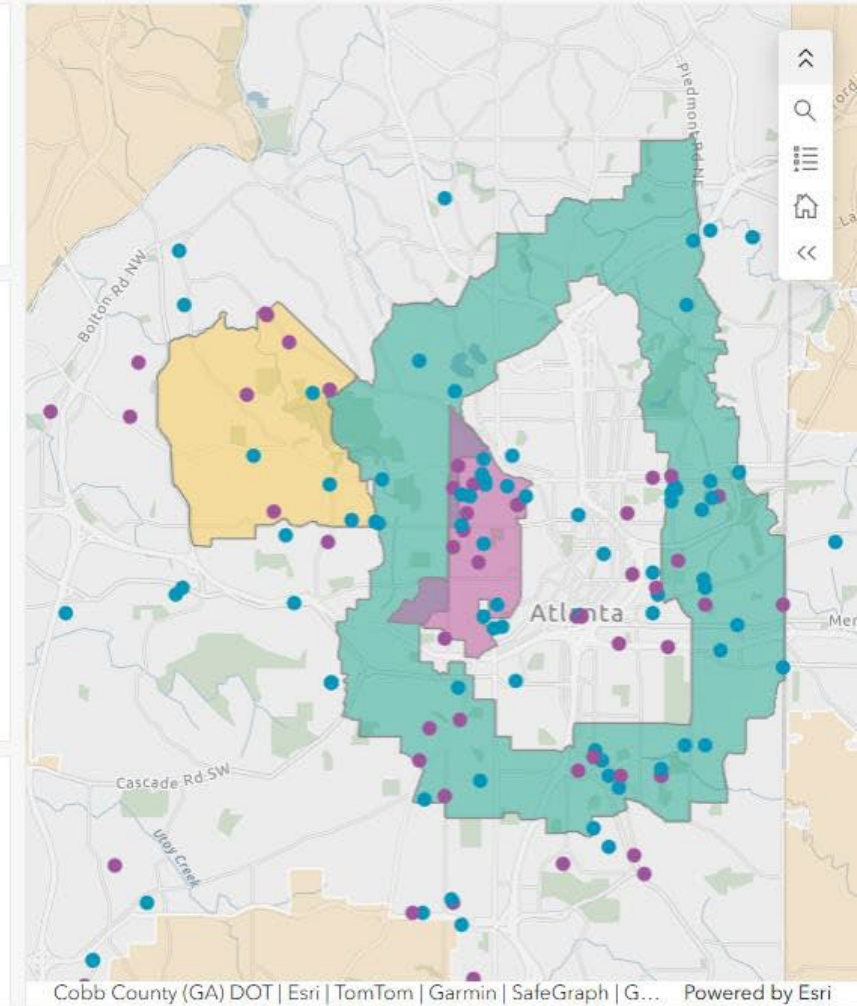 Piedmont Rd NE
Bolton Rd NW
Atlanta
Cascade Rd SW
Utoy Creek
Cobb County (GA) DOT | Esri | TomTom | Garmin | SafeGraph | G... Powered by Esri